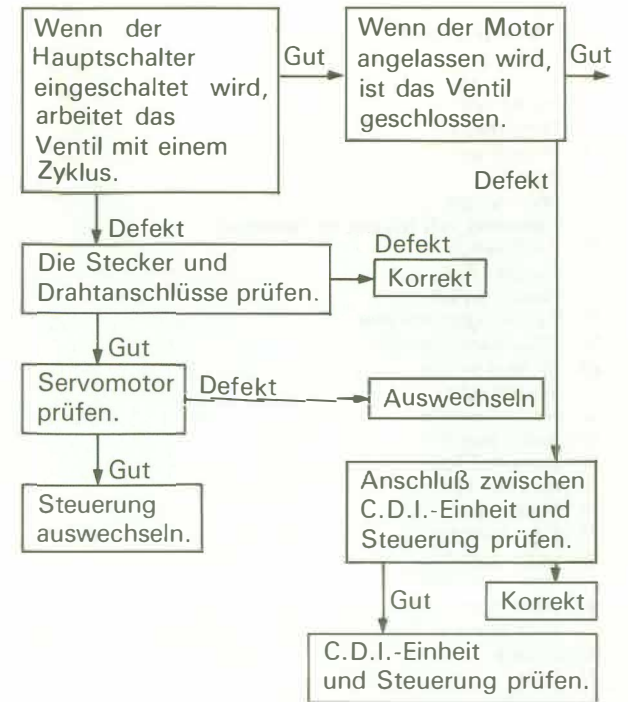 Wenn der
Hauptschalter
eingeschaltet wird,
arbeitet das
Ventil mit einem
Zyklus.
Gut
Wenn der Motor
angelassen wird,
ist das Ventil
geschlossen.
Gut
Defekt
Defekt
Die Stecker und
Drahtanschlüsse prüfen.
Defekt
Korrekt
Gut
Servomotor
prüfen.
Defekt
Auswechseln
Gut
Steuerung
auswechseln.
Anschluß zwischen
C.D.I.-Einheit und
Steuerung prüfen.
Gut
Korrekt
C.D.I.-Einheit
und Steuerung prüfen.